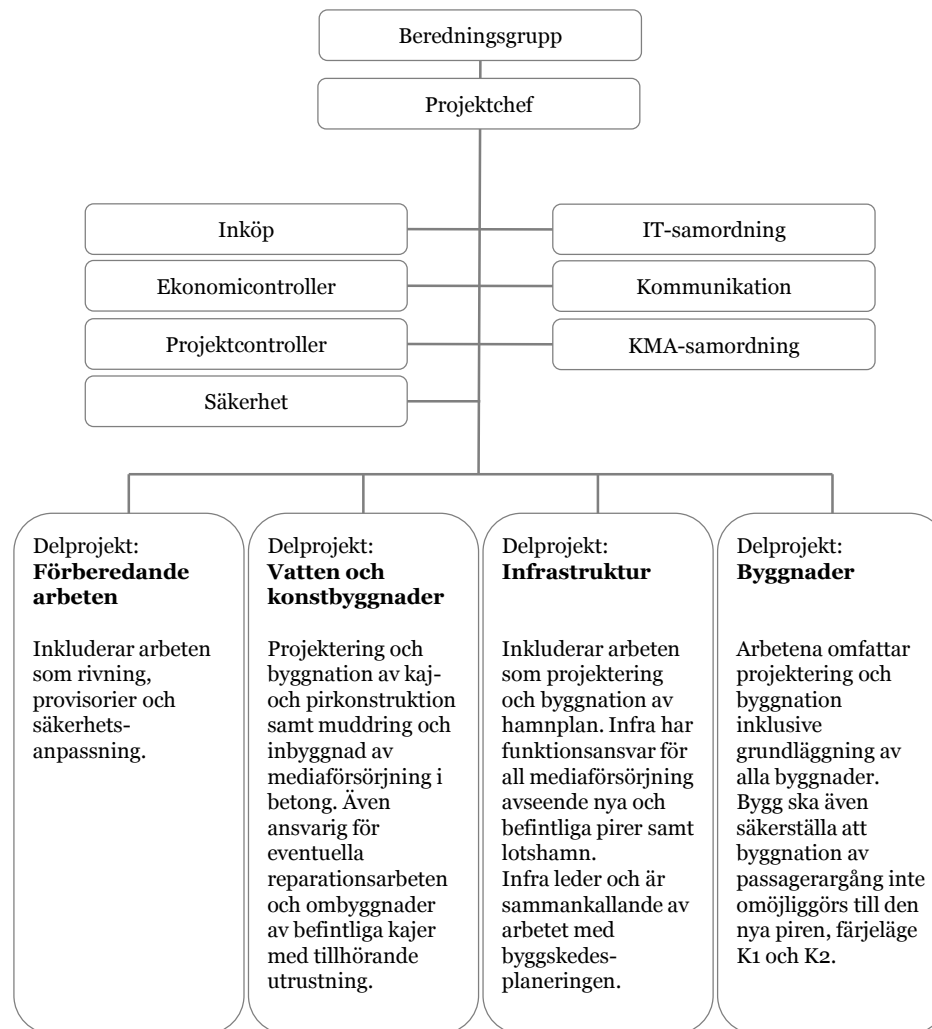 Beredningsgrupp
Projektchef
Inköp
IT-samordning
Ekonomicontroller
Kommunikation
Projektcontroller
KMA-samordning
Säkerhet
Delprojekt:
Förberedande
arbeten
Inkluderar arbeten
som rivning,
provisorier och
säkerhets-
anpassning.
Delprojekt:
Vatten och
konstbyggnader
Projektering och
byggnation av kaj-
och pirkonstruktion
samt muddring och
inbyggnad av
mediaförsörjning i
betong. Även
ansvarig för
eventuella
reparationsarbeten
och ombyggnader
av befintliga kajer
med tillhörande
utrustning.
Delprojekt:
Infrastruktur
Inkluderar arbeten
som projektering
och byggnation av
hamnplan. Infra har
funktionsansvar för
all mediaförsörjning
avseende nya och
befintliga pirer samt
lotshamn.
Infra leder och är
sammankallande av
arbetet med
byggskedes-
planeringen.
Delprojekt:
Byggnader
Arbetena omfattar
projektering och
byggnation
inklusive
grundläggning av
alla byggnader.
Bygg ska även
säkerställa att
byggnation av
passagerargång inte
omöjliggörs till den
nya piren, färjeläge
K1 och K2.